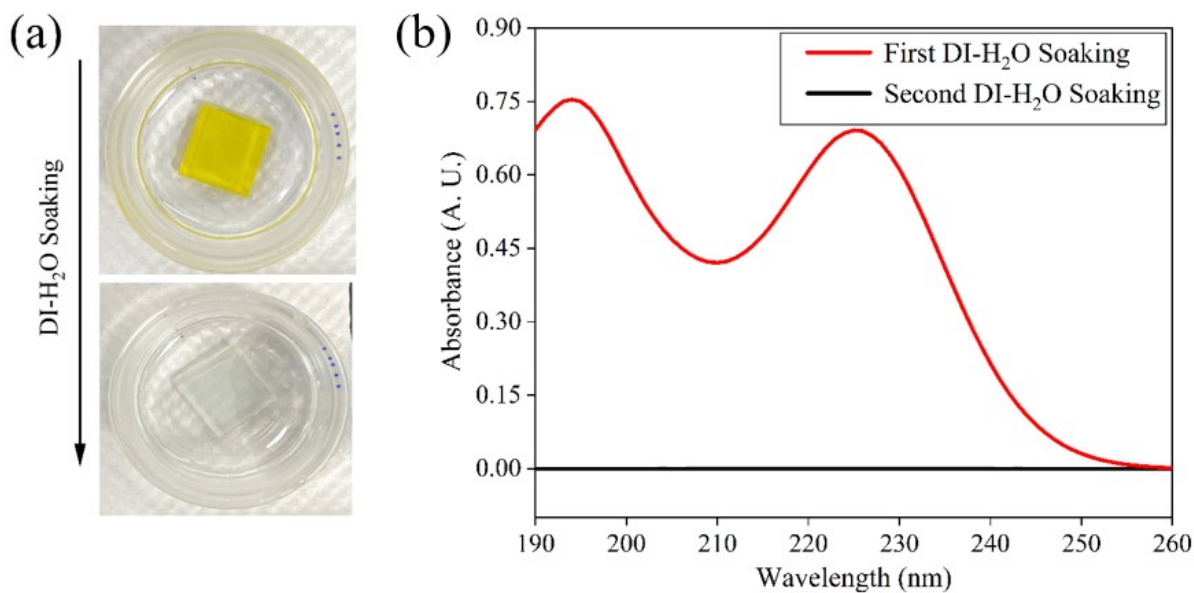 (a)
DI-H₂O Soaking
(b)
First DI-H₂O Soaking
Second DI-H₂O Soaking
Absorbance (A. U.)
0.90
0.75
0.60
0.45
0.30
0.15
0.00
190 200 210 220 230 240 250 260
Wavelength (nm)